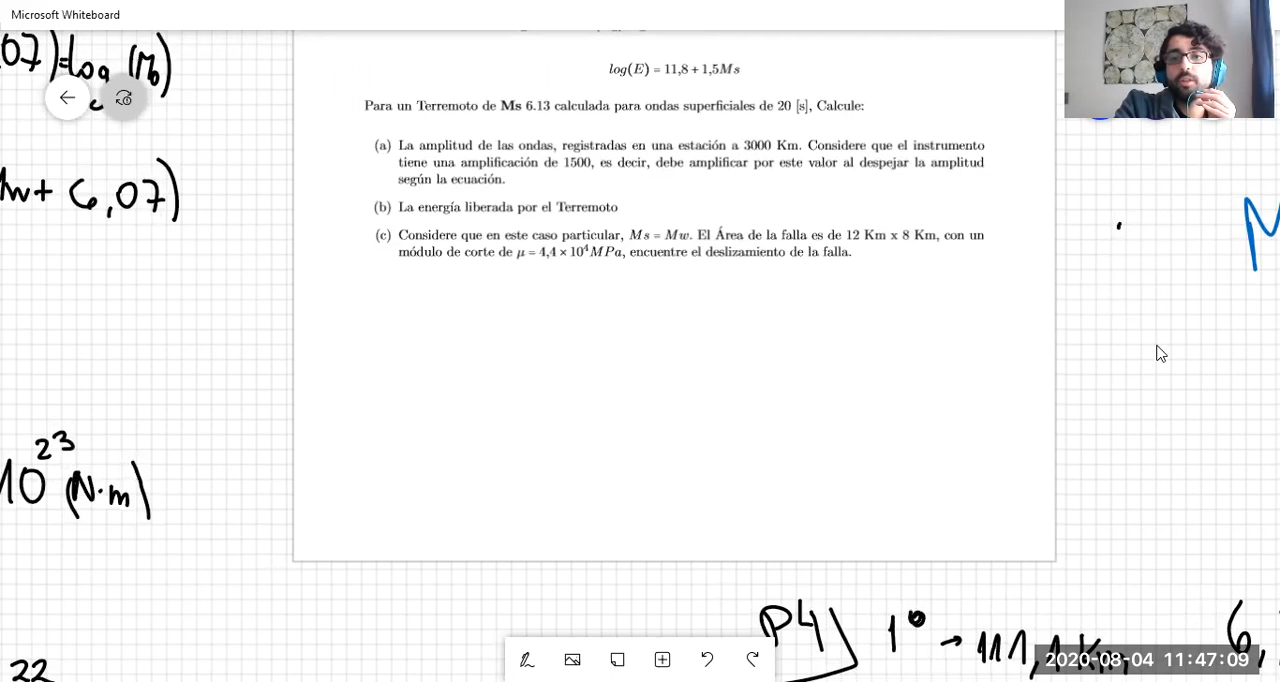 Microsoft Whiteboard
07)=log (Mo)
log(E) = 11,8 + 1,5Ms
Para un Terremoto de Ms 6.13 calculada para ondas superficiales de 20 [s], Calcule:
(a) La amplitud de las ondas, registradas en una estación a 3000 Km. Considere que el instrumento
tiene una amplificación de 1500, es decir, debe amplificar por este valor al despejar la amplitud
según la ecuación.
+ 6,07)
(b) La energía liberada por el Terremoto
(c) Considere que en este caso particular, Ms = Mw. El Área de la falla es de 12 Km x 8 Km, con un
módulo de corte de μ = 4,4 × 10⁴MPa, encuentre el deslizamiento de la falla.
M
10²³ (N·m)
P4) 1° → 111,1 Km
6,
22
2020-08-04 11:47:09